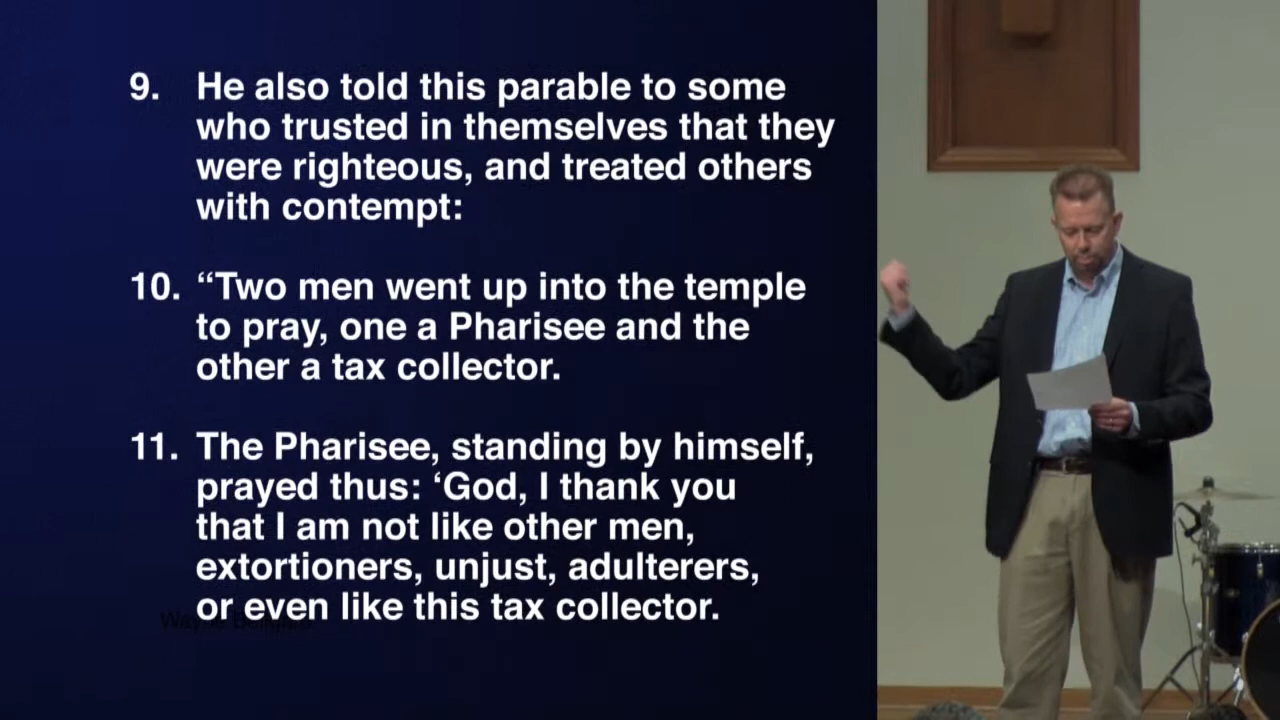 9. He also told this parable to some
who trusted in themselves that they
were righteous, and treated others
with contempt:
10. “Two men went up into the temple
to pray, one a Pharisee and the
other a tax collector.
11. The Pharisee, standing by himself,
prayed thus: ‘God, I thank you
that I am not like other men,
extortioners, unjust, adulterers,
or even like this tax collector.